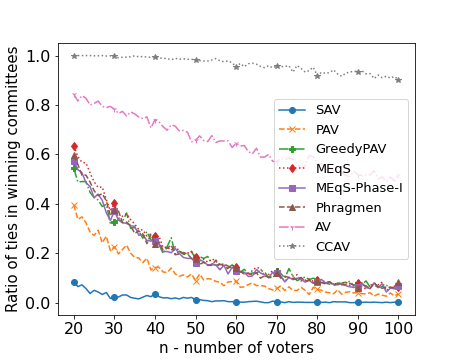 Ratio of ties in winning committees
1.0
0.8
0.6
0.4
0.2
0.0
SAV
PAV
GreedyPAV
MEqS
MEqS-Phase-I
Phragmen
AV
CCAV
20 30 40 50 60 70 80 90 100
n - number of voters